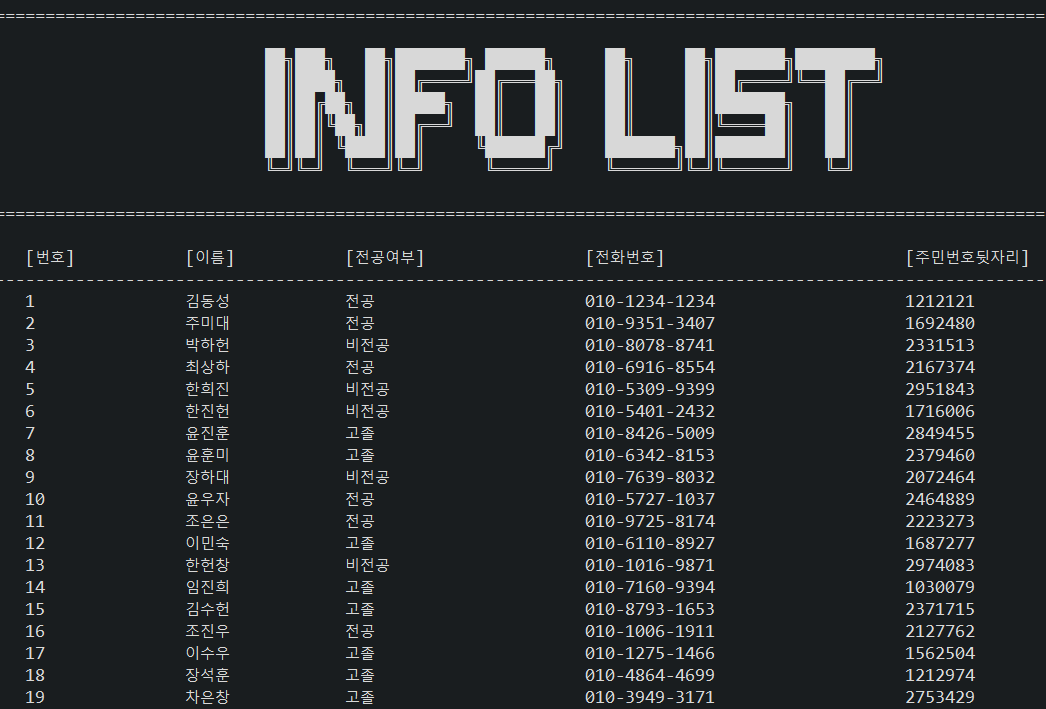 INFO LIST
[번호] [이름] [전공여부] [전화번호] [주민번호뒷자리]
1 김동성 전공 010-1234-1234 1212121
2 주미대 전공 010-9351-3407 1692480
3 박하헌 비전공 010-8078-8741 2331513
4 최상하 전공 010-6916-8554 2167374
5 한희진 비전공 010-5309-9399 2951843
6 한진헌 비전공 010-5401-2432 1716006
7 윤진훈 고졸 010-8426-5009 2849455
8 윤훈미 고졸 010-6342-8153 2379460
9 장하대 비전공 010-7639-8032 2072464
10 윤우자 전공 010-5727-1037 2464889
11 조은은 전공 010-9725-8174 2223273
12 이민숙 고졸 010-6110-8927 1687277
13 한헌창 비전공 010-1016-9871 2974083
14 임진희 고졸 010-7160-9394 1030079
15 김수헌 고졸 010-8793-1653 2371715
16 조진우 전공 010-1006-1911 2127762
17 이수우 고졸 010-1275-1466 1562504
18 장석훈 고졸 010-4864-4699 1212974
19 차은창 고졸 010-3949-3171 2753429